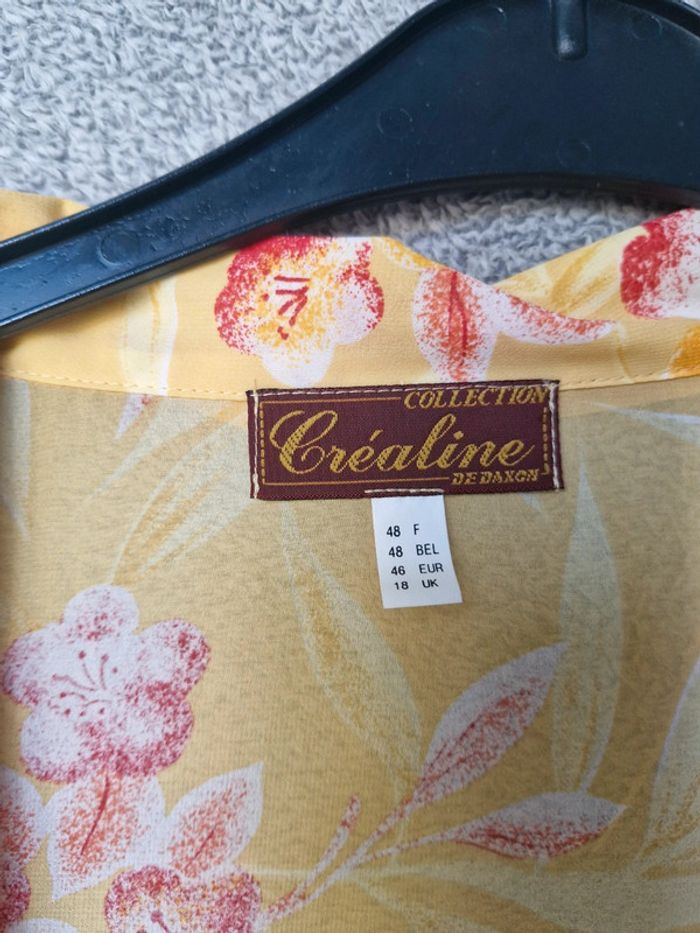 COLLECTION
Créaline
DE DAXON
48 F
48 BEL
46 EUR
18 UK